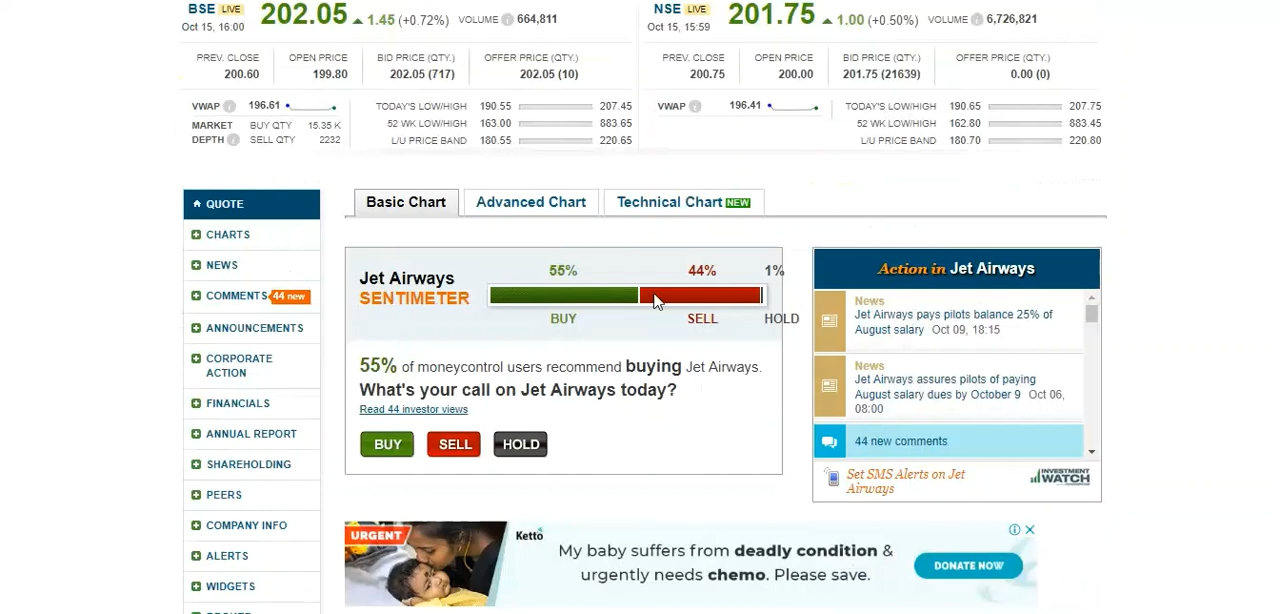 BSE LIVE 202.05 1.45 (+0.72%) VOLUME i 664,811
Oct 15, 16:00
PREV. CLOSE OPEN PRICE BID PRICE (QTY.) OFFER PRICE (QTY.)
200.60 199.80 202.05 (717) 202.05 (10)
VWAP i 196.61 TODAY'S LOW/HIGH 190.55 207.45
MARKET BUY QTY 15.35 K 52 WK LOW/HIGH 163.00 883.65
DEPTH i SELL QTY 2232 L/U PRICE BAND 180.55 220.65
NSE LIVE 201.75 1.00 (+0.50%) VOLUME i 6,726,821
Oct 15, 15:59
PREV. CLOSE OPEN PRICE BID PRICE (QTY.) OFFER PRICE (QTY.)
200.75 200.00 201.75 (21639) 0.00 (0)
VWAP i 196.41 TODAY'S LOW/HIGH 190.65 207.75
52 WK LOW/HIGH 162.80 883.45
L/U PRICE BAND 180.70 220.80
QUOTE
CHARTS
NEWS
COMMENTS 44 new
ANNOUNCEMENTS
CORPORATE
ACTION
FINANCIALS
ANNUAL REPORT
SHAREHOLDING
PEERS
COMPANY INFO
ALERTS
WIDGETS
Basic Chart Advanced Chart Technical Chart NEW
55% 44% 1%
Jet Airways
SENTIMETER
BUY SELL HOLD
55% of moneycontrol users recommend buying Jet Airways.
What's your call on Jet Airways today?
Read 44 investor views
BUY SELL HOLD
Action in Jet Airways
News
Jet Airways pays pilots balance 25% of
August salary Oct 09, 18:15
News
Jet Airways assures pilots of paying
August salary dues by October 9 Oct 06,
08:00
44 new comments
Set SMS Alerts on Jet
Airways
INVESTMENT
WATCH
URGENT
Ketto
My baby suffers from deadly condition &
urgently needs chemo. Please save.
DONATE NOW